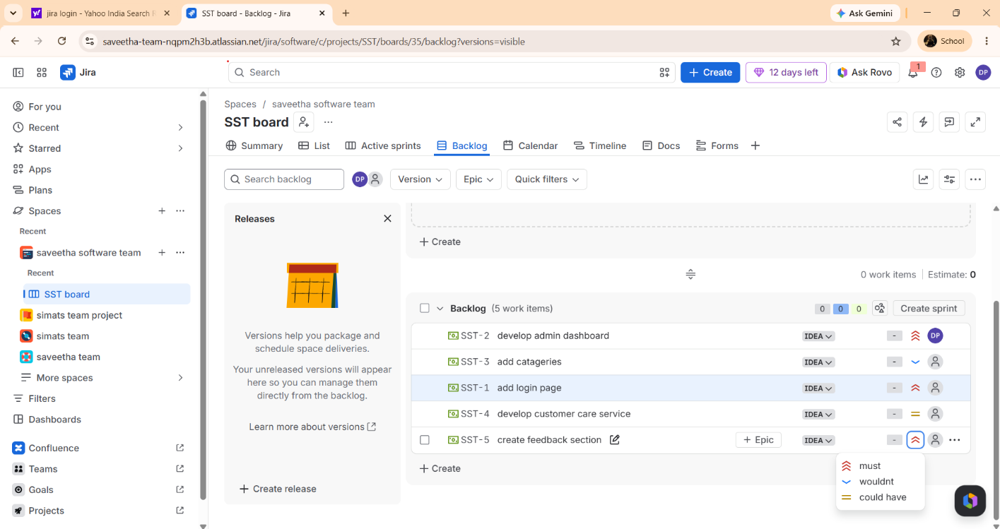 jira login - Yahoo India Search R
SST board - Backlog - Jira
Ask Gemini
saveetha-team-nqpm2h3b.atlassian.net/jira/software/c/projects/SST/boards/35/backlog?versions=visible
School
Jira
Search
Create
12 days left
Ask Rovo
1
DP
For you
Recent
Starred
Apps
Plans
Spaces
Recent
saveetha software team
Recent
SST board
simats team project
simats team
saveetha team
More spaces
Filters
Dashboards
Confluence
Teams
Goals
Projects
Spaces / saveetha software team
SST board
Summary
List
Active sprints
Backlog
Calendar
Timeline
Docs
Forms
Search backlog
DP
Version
Epic
Quick filters
Releases
Versions help you package and
schedule space deliveries.
Your unreleased versions will appear
here so you can manage them
directly from the backlog.
Learn more about versions
Create release
Create
0 work items Estimate: 0
Backlog (5 work items) 0 0 0 Create sprint
SST-2 develop admin dashboard IDEA - DP
SST-3 add catageries IDEA -
SST-1 add login page IDEA -
SST-4 develop customer care service IDEA -
SST-5 create feedback section + Epic IDEA -
Create
must
wouldnt
could have